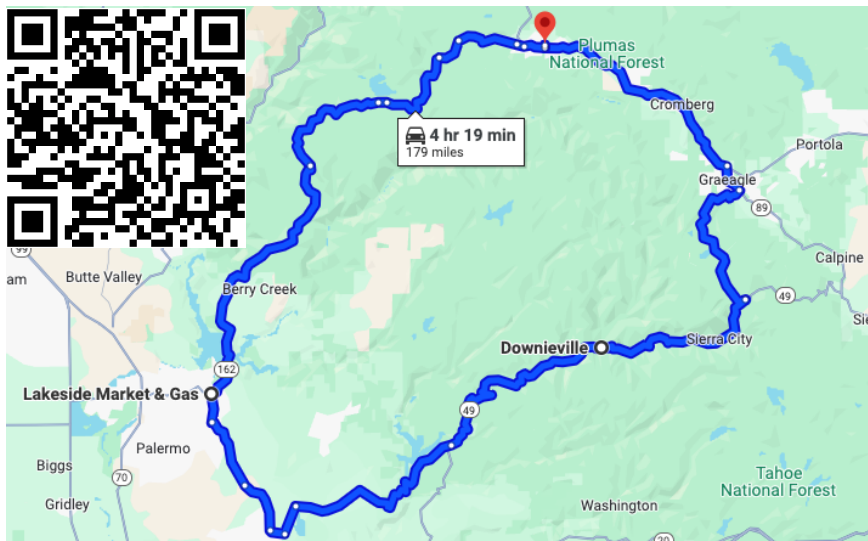 Plumas
National Forest
Cromberg
4 hr 19 min
179 miles
Portola
Graeagle
89
99
am
Butte Valley
Berry Creek
Calpine
49
Sie
Downieville
Sierra City
162
Lakeside Market & Gas
49
Palermo
Biggs
70
Gridley
Tahoe
National Forest
Washington
20